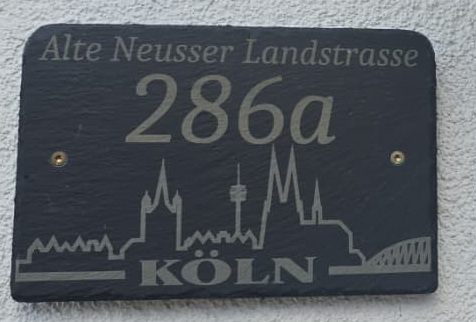 Alte Neusser Landstrasse
286a
KÖLN